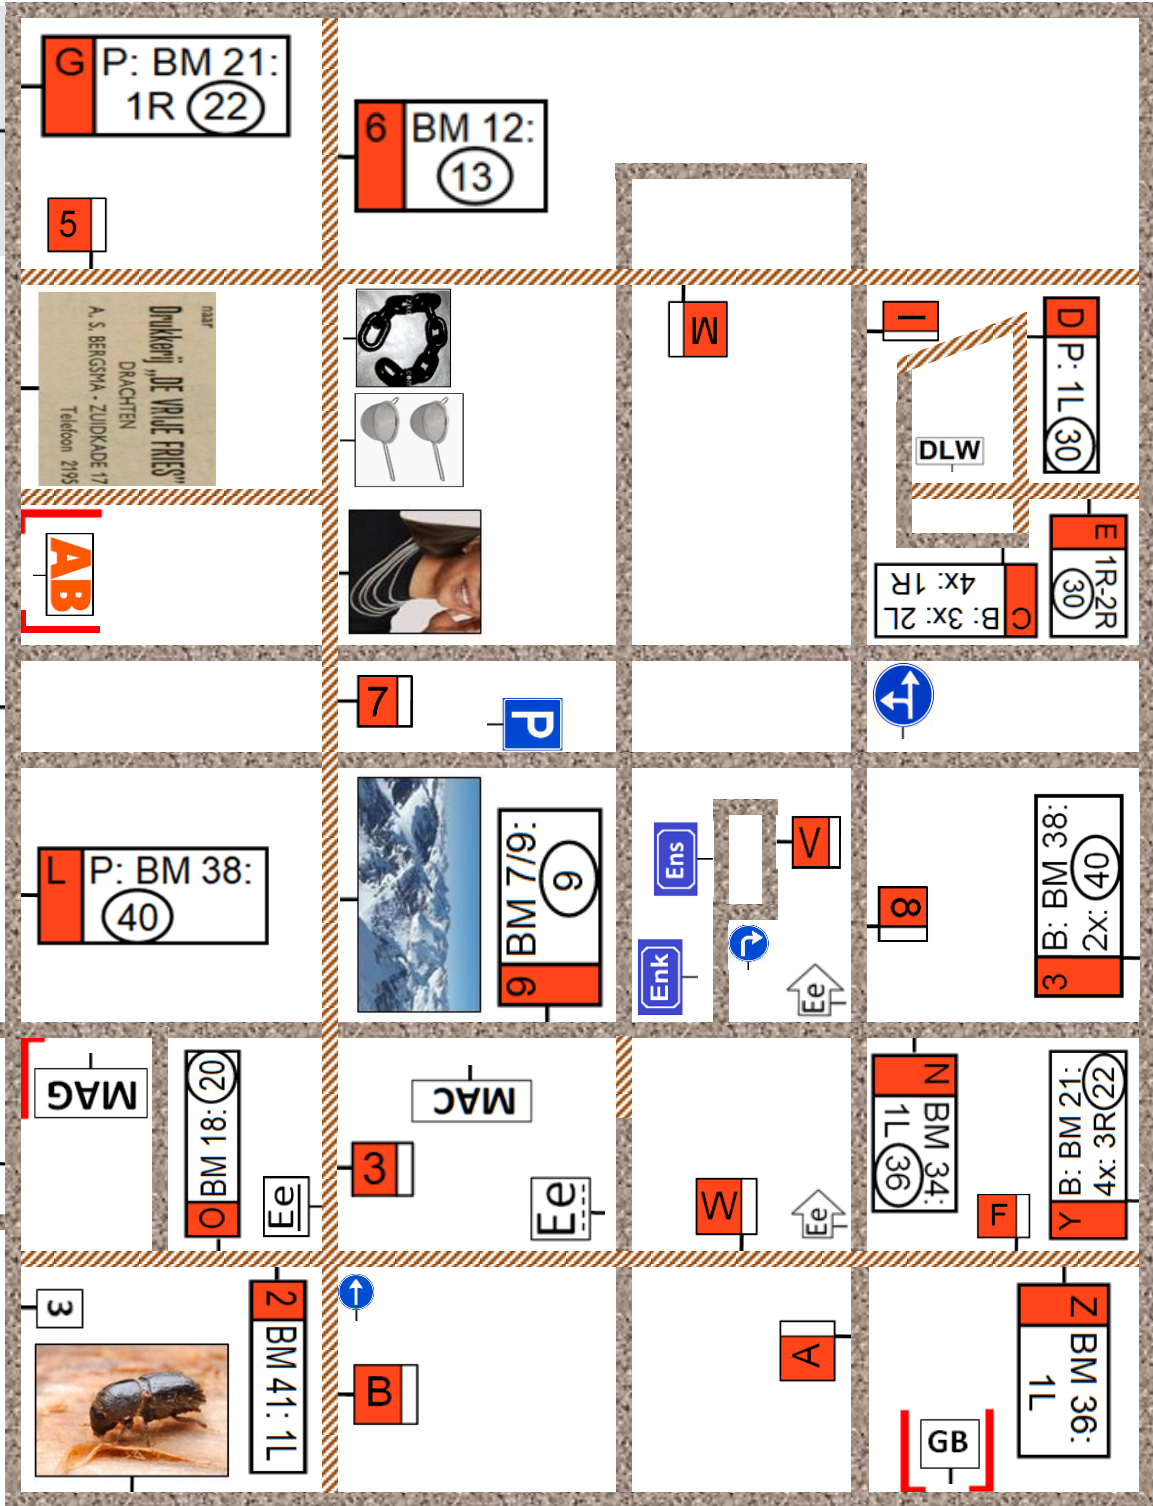 G P: BM 21:
1R 22
5
6 BM 12:
13
naar
Drukkerij „DE VRIJE FRIES”
DRACHTEN
A. S. BERGSMA - ZUIDKADE 17
Telefoon 2195
M
I
D P: 1L 30
DLW
AB
E 1R-2R
30
C B: 3x: 2L
4x: 1R
7
P
L P: BM 38:
40
9 BM 7/9:
9
Ens
V
Enk
Ee
8
3 B: BM 38:
2x: 40
MAG
O BM 18: 20
Ee
MAC
3
Ee
W
Ee
N BM 34:
1L 36
F
Y B: BM 21:
4x: 3R 22
3
2 BM 41: 1L
B
A
Z BM 36:
1L
GB